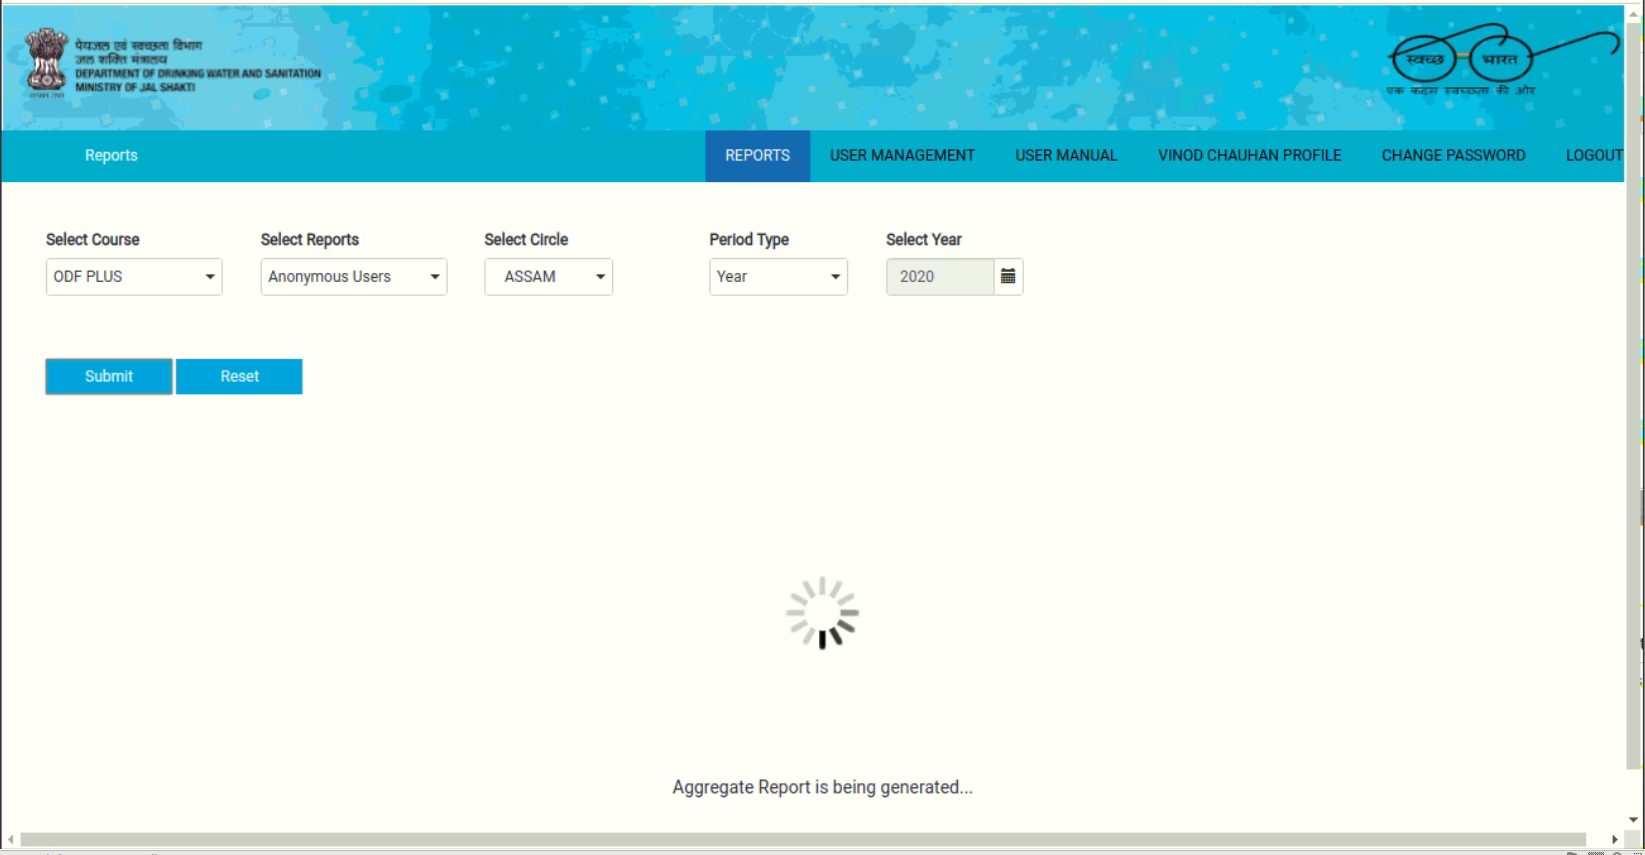 पेयजल एवं स्वच्छता विभाग
जल शक्ति मंत्रालय
DEPARTMENT OF DRINKING WATER AND SANITATION
MINISTRY OF JAL SHAKTI
स्वच्छ भारत
एक कदम स्वच्छता की ओर
Reports
REPORTS USER MANAGEMENT USER MANUAL VINOD CHAUHAN PROFILE CHANGE PASSWORD LOGOUT
Select Course Select Reports Select Circle Period Type Select Year
ODF PLUS Anonymous Users ASSAM Year 2020
Submit Reset
Aggregate Report is being generated...